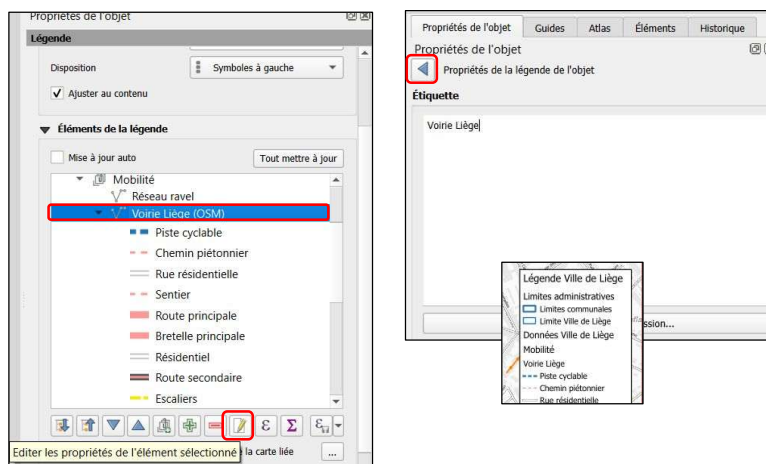 Propriétés de l'objet
Légende
Disposition
Symboles à gauche
Ajuster au contenu
Éléments de la légende
Mise à jour auto
Tout mettre à jour
Mobilité
Réseau ravel
Voirie Liège (OSM)
Piste cyclable
Chemin piétonnier
Rue résidentielle
Sentier
Route principale
Bretelle principale
Résidentiel
Route secondaire
Escaliers
ε Σ ε
Editer les propriétés de l'élément sélectionné
la carte liée
...
Propriétés de l'objet Guides Atlas Éléments Historique
Propriétés de l'objet
Propriétés de la légende de l'objet
Étiquette
Voirie Liège
ssion...
Légende Ville de Liège
Limites administratives
Limites communales
Limite Ville de Liège
Données Ville de Liège
Mobilité
Voirie Liège
Piste cyclable
Chemin piétonnier
Rue résidentielle